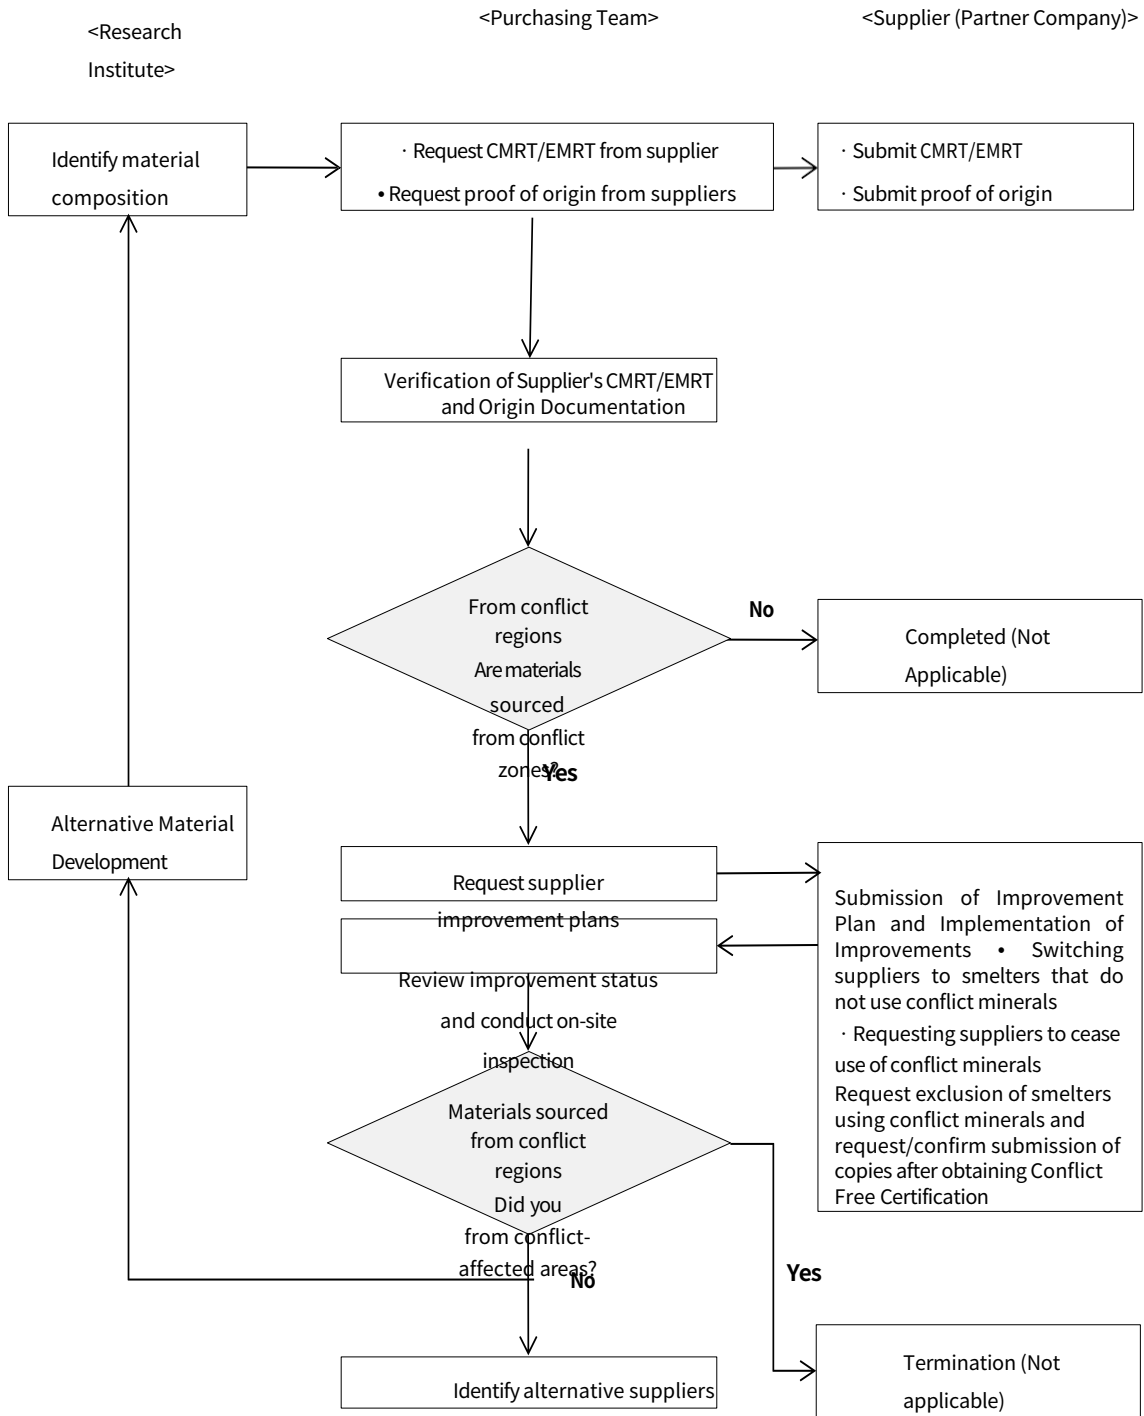 <Research
Institute>
<Purchasing Team>
<Supplier (Partner Company)>
Identify material
composition
· Request CMRT/EMRT from supplier
• Request proof of origin from suppliers
· Submit CMRT/EMRT
· Submit proof of origin
Verification of Supplier's CMRT/EMRT
and Origin Documentation
From conflict
regions
Are materials
sourced
from conflict
zones?
No
Completed (Not
Applicable)
Yes
Alternative Material
Development
Request supplier
improvement plans
Review improvement status
and conduct on-site
inspection
Submission of Improvement
Plan and Implementation of
Improvements • Switching
suppliers to smelters that do
not use conflict minerals
· Requesting suppliers to cease
use of conflict minerals
Request exclusion of smelters
using conflict minerals and
request/confirm submission of
copies after obtaining Conflict
Free Certification
Materials sourced
from conflict
regions
Did you
from conflict-
affected areas?
No
Yes
Identify alternative suppliers
Termination (Not
applicable)